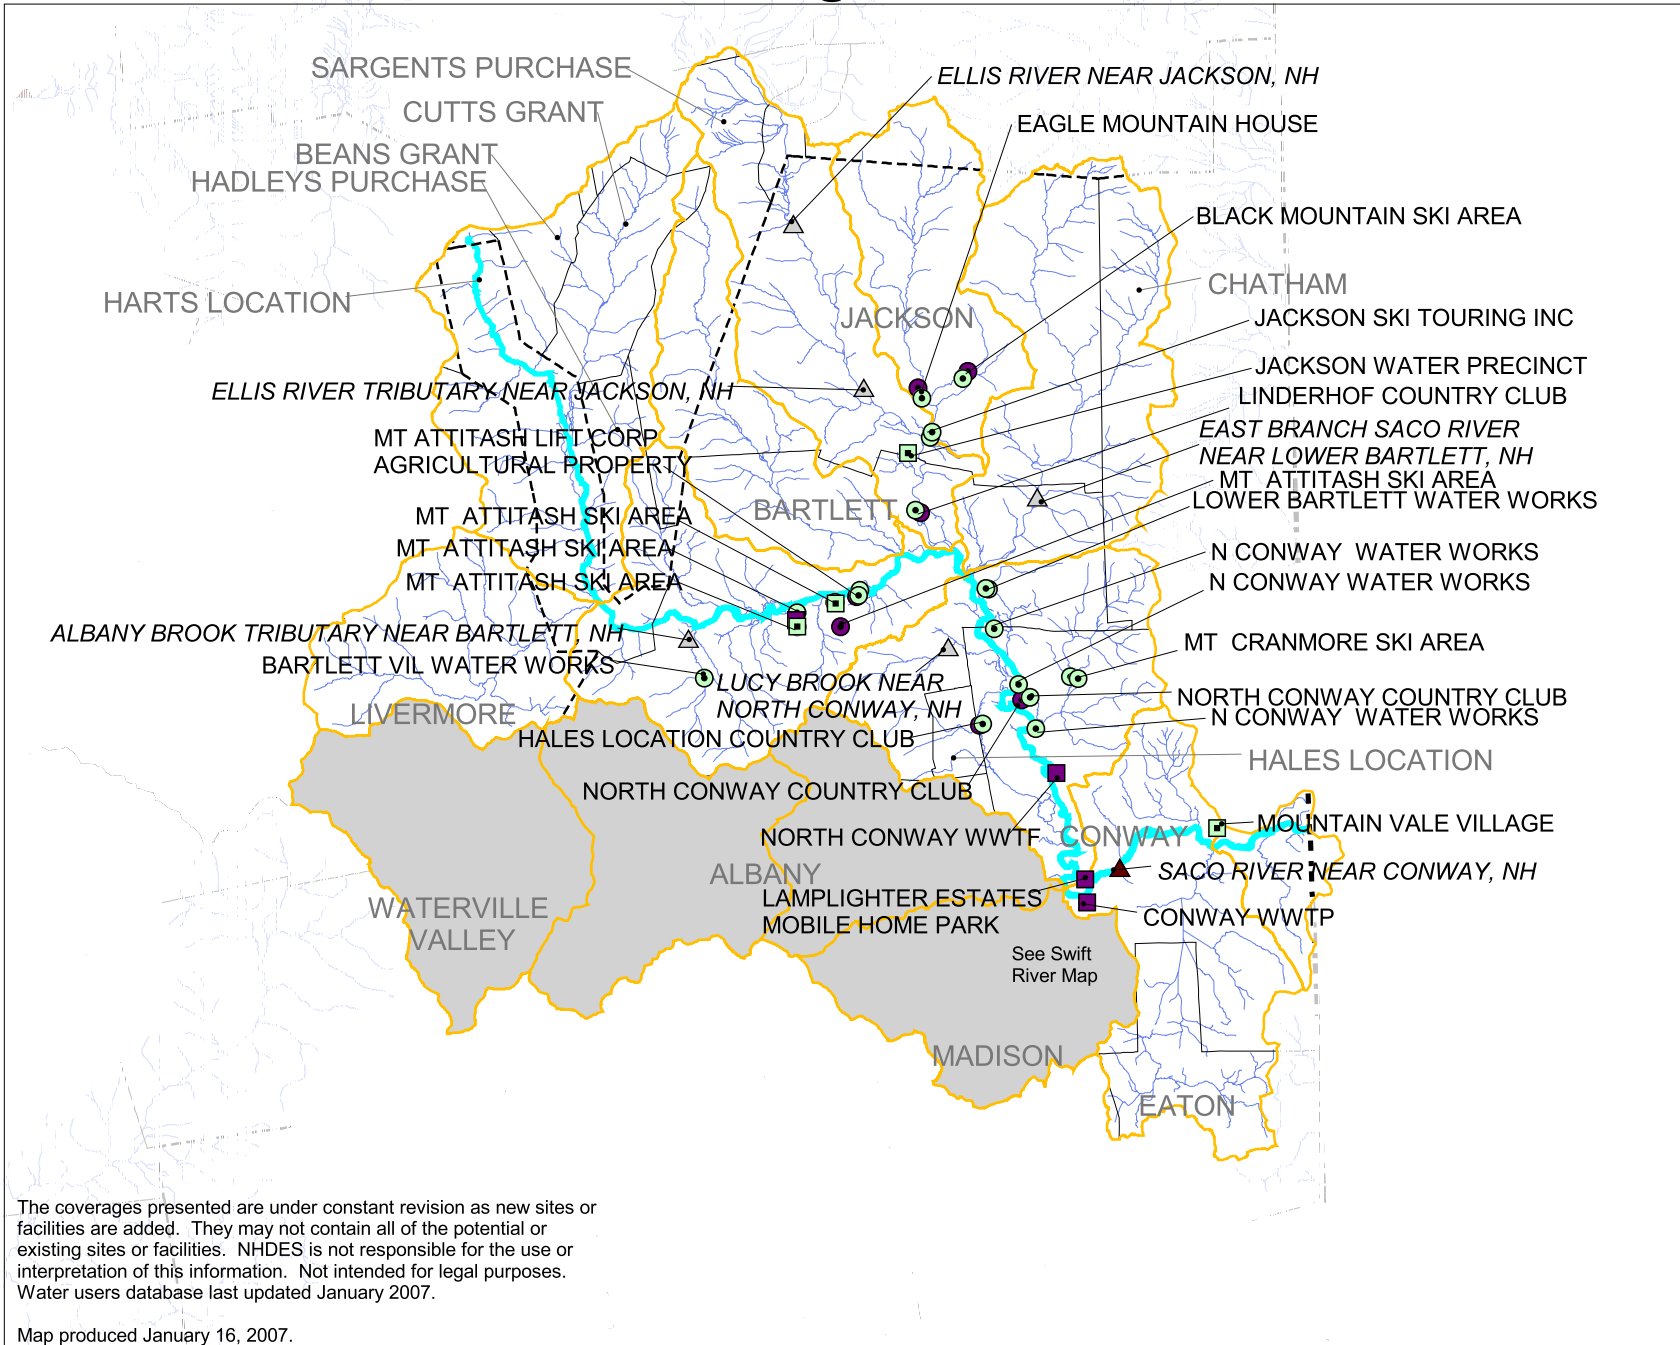 SARGENTS PURCHASE
ELLIS RIVER NEAR JACKSON, NH
CUTTS GRANT
EAGLE MOUNTAIN HOUSE
BEANS GRANT
HADLEYS PURCHASE
BLACK MOUNTAIN SKI AREA
CHATHAM
HARTS LOCATION
JACKSON
JACKSON SKI TOURING INC
JACKSON WATER PRECINCT
ELLIS RIVER TRIBUTARY NEAR JACKSON, NH
LINDERHOF COUNTRY CLUB
EAST BRANCH SACO RIVER
NEAR LOWER BARTLETT, NH
MT ATTITASH LIFT CORP
AGRICULTURAL PROPERTY
MT ATTITASH SKI AREA
LOWER BARTLETT WATER WORKS
BARTLETT
MT ATTITASH SKI AREA
MT ATTITASH SKI AREA
MT ATTITASH SKI AREA
N CONWAY WATER WORKS
N CONWAY WATER WORKS
ALBANY BROOK TRIBUTARY NEAR BARTLETT, NH
BARTLETT VIL WATER WORKS
MT CRANMORE SKI AREA
LUCY BROOK NEAR
NORTH CONWAY, NH
NORTH CONWAY COUNTRY CLUB
N CONWAY WATER WORKS
LIVERMORE
HALES LOCATION COUNTRY CLUB
HALES LOCATION
NORTH CONWAY COUNTRY CLUB
NORTH CONWAY WWTF
CONWAY
MOUNTAIN VALE VILLAGE
ALBANY
SACO RIVER NEAR CONWAY, NH
LAMPLIGHTER ESTATES
MOBILE HOME PARK
WATERVILLE
VALLEY
CONWAY WWTP
See Swift
River Map
MADISON
EATON
The coverages presented are under constant revision as new sites or
facilities are added. They may not contain all of the potential or
existing sites or facilities. NHDES is not responsible for the use or
interpretation of this information. Not intended for legal purposes.
Water users database last updated January 2007.
Map produced January 16, 2007.